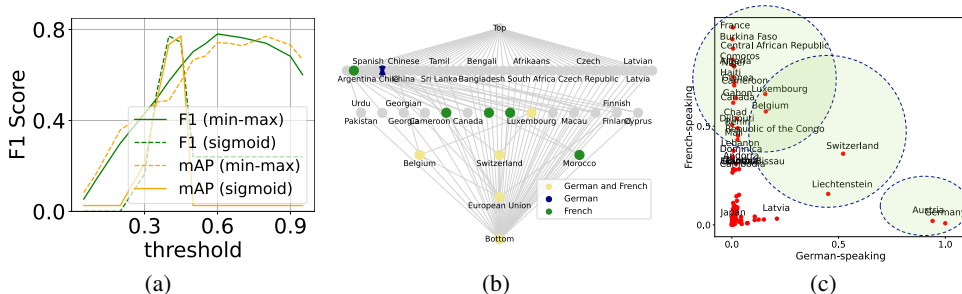 0.8
0.4
0.0
F1 Score
0.3
0.6
0.9
threshold
F1 (min-max)
F1 (sigmoid)
mAP (min-max)
mAP (sigmoid)
(a)
Top
Spanish Chinese Tamil Bengali Afrikaans Czech Latvian
Argentina Chile China Sri Lanka Bangladesh South Africa Czech Republic Latvia
Urdu Georgian Finnish
Pakistan Georgia Cameroon Canada Luxembourg Macau Finland Cyprus
Belgium Switzerland Morocco
European Union
Bottom
German and French
German
French
(b)
French-speaking
0.5
0.0
France
Burkina Faso
Central African Republic
Comoros
Haiti
Cameroon
Gabon
Luxembourg
Canada
Belgium
Chad
Djibouti
Benin
Republic of the Congo
Mali
Lebanon
Switzerland
Dominica
Liechtenstein
Japan
Latvia
Austria
Germany
0.0
0.5
1.0
German-speaking
(c)